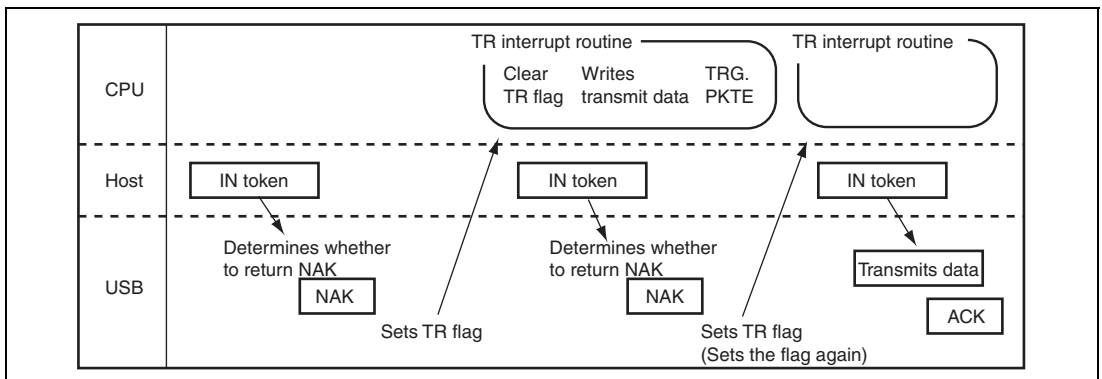 TR interrupt routine
TR interrupt routine
CPU
Clear Writes TRG.
TR flag transmit data PKTE
Host
IN token
IN token
IN token
USB
Determines whether
to return NAK
NAK
Sets TR flag
Determines whether
to return NAK
NAK
Sets TR flag
(Sets the flag again)
Transmits data
ACK